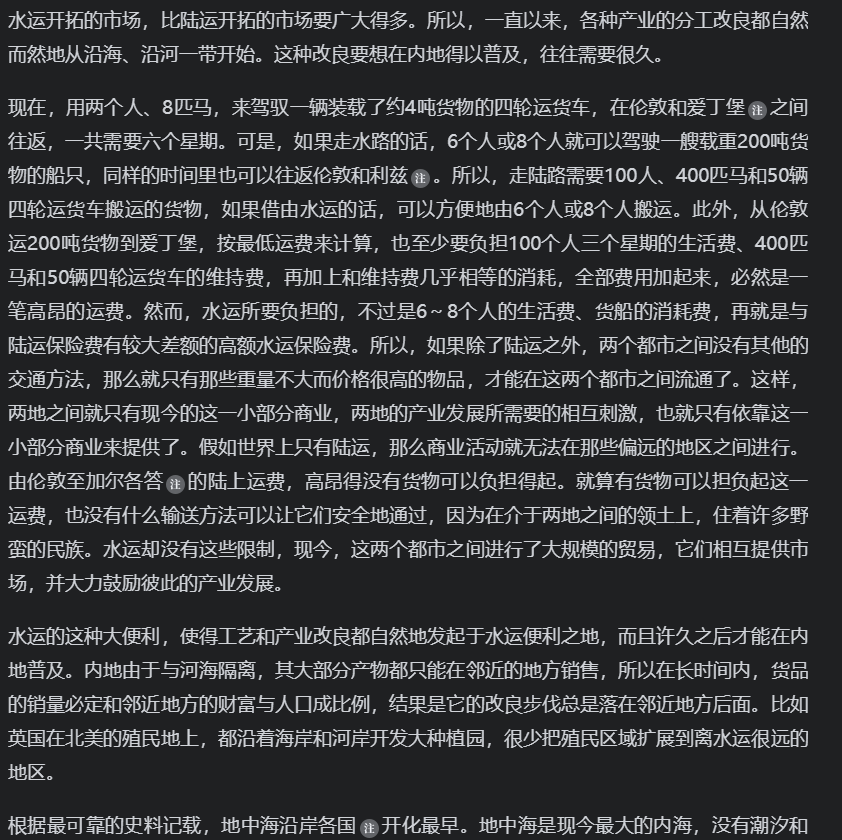 水运开拓的市场，比陆运开拓的市场要广大得多。所以，一直以来，各种产业的分工改良都自然
而然地从沿海、沿河一带开始。这种改良要想在内地得以普及，往往需要很久。
现在，用两个人、8匹马，来驾驭一辆装载了约4吨货物的四轮运货车，在伦敦和爱丁堡注之间
往返，一共需要六个星期。可是，如果走水路的话，6个人或8个人就可以驾驶一艘载重200吨货
物的船只，同样的时间里也可以往返伦敦和利兹注。所以，走陆路需要100人、400匹马和50辆
四轮运货车搬运的货物，如果借由水运的话，可以方便地由6个人或8个人搬运。此外，从伦敦
运200吨货物到爱丁堡，按最低运费来计算，也至少要负担100个人三个星期的生活费、400匹
马和50辆四轮运货车的维持费，再加上和维持费几乎相等的消耗，全部费用加起来，必然是一
笔高昂的运费。然而，水运所要负担的，不过是6～8个人的生活费、货船的消耗费，再就是与
陆运保险费有较大差额的高额水运保险费。所以，如果除了陆运之外，两个都市之间没有其他的
交通方法，那么就只有那些重量不大而价格很高的物品，才能在这两个都市之间流通了。这样，
两地之间就只有现今的这一小部分商业，两地的产业发展所需要的相互刺激，也就只有依靠这一
小部分商业来提供了。假如世界上只有陆运，那么商业活动就无法在那些偏远的地区之间进行。
由伦敦至加尔各答注的陆上运费，高昂得没有货物可以负担得起。就算有货物可以担负起这一
运费，也没有什么输送方法可以让它们安全地通过，因为在介于两地之间的领土上，住着许多野
蛮的民族。水运却没有这些限制，现今，这两个都市之间进行了大规模的贸易，它们相互提供市
场，并大力鼓励彼此的产业发展。
水运的这种大便利，使得工艺和产业改良都自然地发起于水运便利之地，而且许久之后才能在内
地普及。内地由于与河海隔离，其大部分产物都只能在邻近的地方销售，所以在长时间内，货品
的销量必定和邻近地方的财富与人口成比例，结果是它的改良步伐总是落在邻近地方后面。比如
英国在北美的殖民地上，都沿着海岸和河岸开发大种植园，很少把殖民区域扩展到离水运很远的
地区。
根据最可靠的史料记载，地中海沿岸各国注开化最早。地中海是现今最大的内海，没有潮汐和